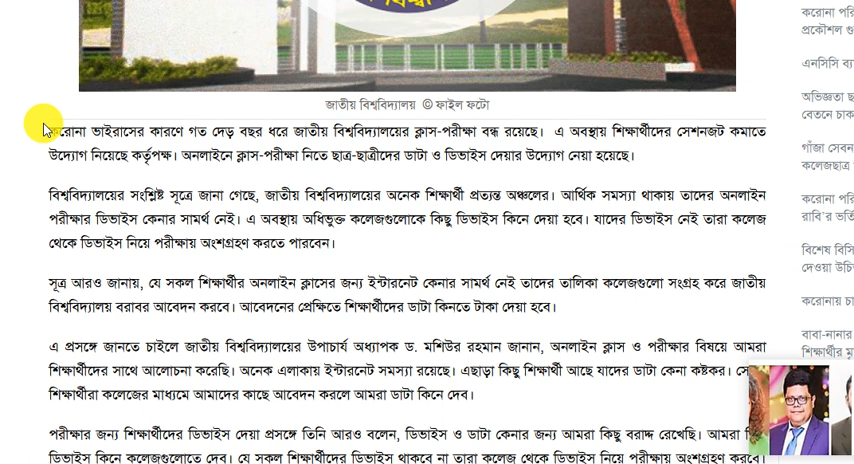 জাতীয় বিশ্ববিদ্যালয় © ফাইল ফটো
করোনা ভাইরাসের কারণে গত দেড় বছর ধরে জাতীয় বিশ্ববিদ্যালয়ের ক্লাস-পরীক্ষা বন্ধ রয়েছে। এ অবস্থায় শিক্ষার্থীদের সেশনজট কমাতে
উদ্যোগ নিয়েছে কর্তৃপক্ষ। অনলাইনে ক্লাস-পরীক্ষা নিতে ছাত্র-ছাত্রীদের ডাটা ও ডিভাইস দেয়ার উদ্যোগ নেয়া হয়েছে।
বিশ্ববিদ্যালয়ের সংশ্লিষ্ট সূত্রে জানা গেছে, জাতীয় বিশ্ববিদ্যালয়ের অনেক শিক্ষার্থী প্রত্যন্ত অঞ্চলের। আর্থিক সমস্যা থাকায় তাদের অনলাইন
পরীক্ষার ডিভাইস কেনার সামর্থ নেই। এ অবস্থায় অধিভুক্ত কলেজগুলোকে কিছু ডিভাইস কিনে দেয়া হবে। যাদের ডিভাইস নেই তারা কলেজ
থেকে ডিভাইস নিয়ে পরীক্ষায় অংশগ্রহণ করতে পারবেন।
সূত্র আরও জানায়, যে সকল শিক্ষার্থীর অনলাইন ক্লাসের জন্য ইন্টারনেট কেনার সামর্থ নেই তাদের তালিকা কলেজগুলো সংগ্রহ করে জাতীয়
বিশ্ববিদ্যালয় বরাবর আবেদন করবে। আবেদনের প্রেক্ষিতে শিক্ষার্থীদের ডাটা কিনতে টাকা দেয়া হবে।
এ প্রসঙ্গে জানতে চাইলে জাতীয় বিশ্ববিদ্যালয়ের উপাচার্য অধ্যাপক ড. মশিউর রহমান জানান, অনলাইন ক্লাস ও পরীক্ষার বিষয়ে আমরা
শিক্ষার্থীদের সাথে আলোচনা করেছি। অনেক এলাকায় ইন্টারনেট সমস্যা রয়েছে। এছাড়া কিছু শিক্ষার্থী আছে যাদের ডাটা কেনা কষ্টকর।
শিক্ষার্থীরা কলেজের মাধ্যমে আমাদের কাছে আবেদন করলে আমরা ডাটা কিনে দেব।
পরীক্ষার জন্য শিক্ষার্থীদের ডিভাইস দেয়া প্রসঙ্গে তিনি আরও বলেন, ডিভাইস ও ডাটা কেনার জন্য আমরা কিছু বরাদ্দ রেখেছি। আমরা
ডিভাইস কিনে কলেজগুলোতে দেব। যে সকল শিক্ষার্থীদের ডিভাইস থাকবে না তারা কলেজ থেকে ডিভাইস নিয়ে পরীক্ষায় অংশগ্রহণ করবে।
করোনা পরি
প্রকৌশল গু
এনসিসি ব্যা
অভিজ্ঞতা ছ
বেতনে চাক
গাঁজা সেবন
কলেজছাত্র
করোনা পরি
রাবি'র ভর্তি
বিশেষ বিসি
দেওয়া উচি
করোনায় চা
বাবা-নানার
শিক্ষার্থীর মৃ